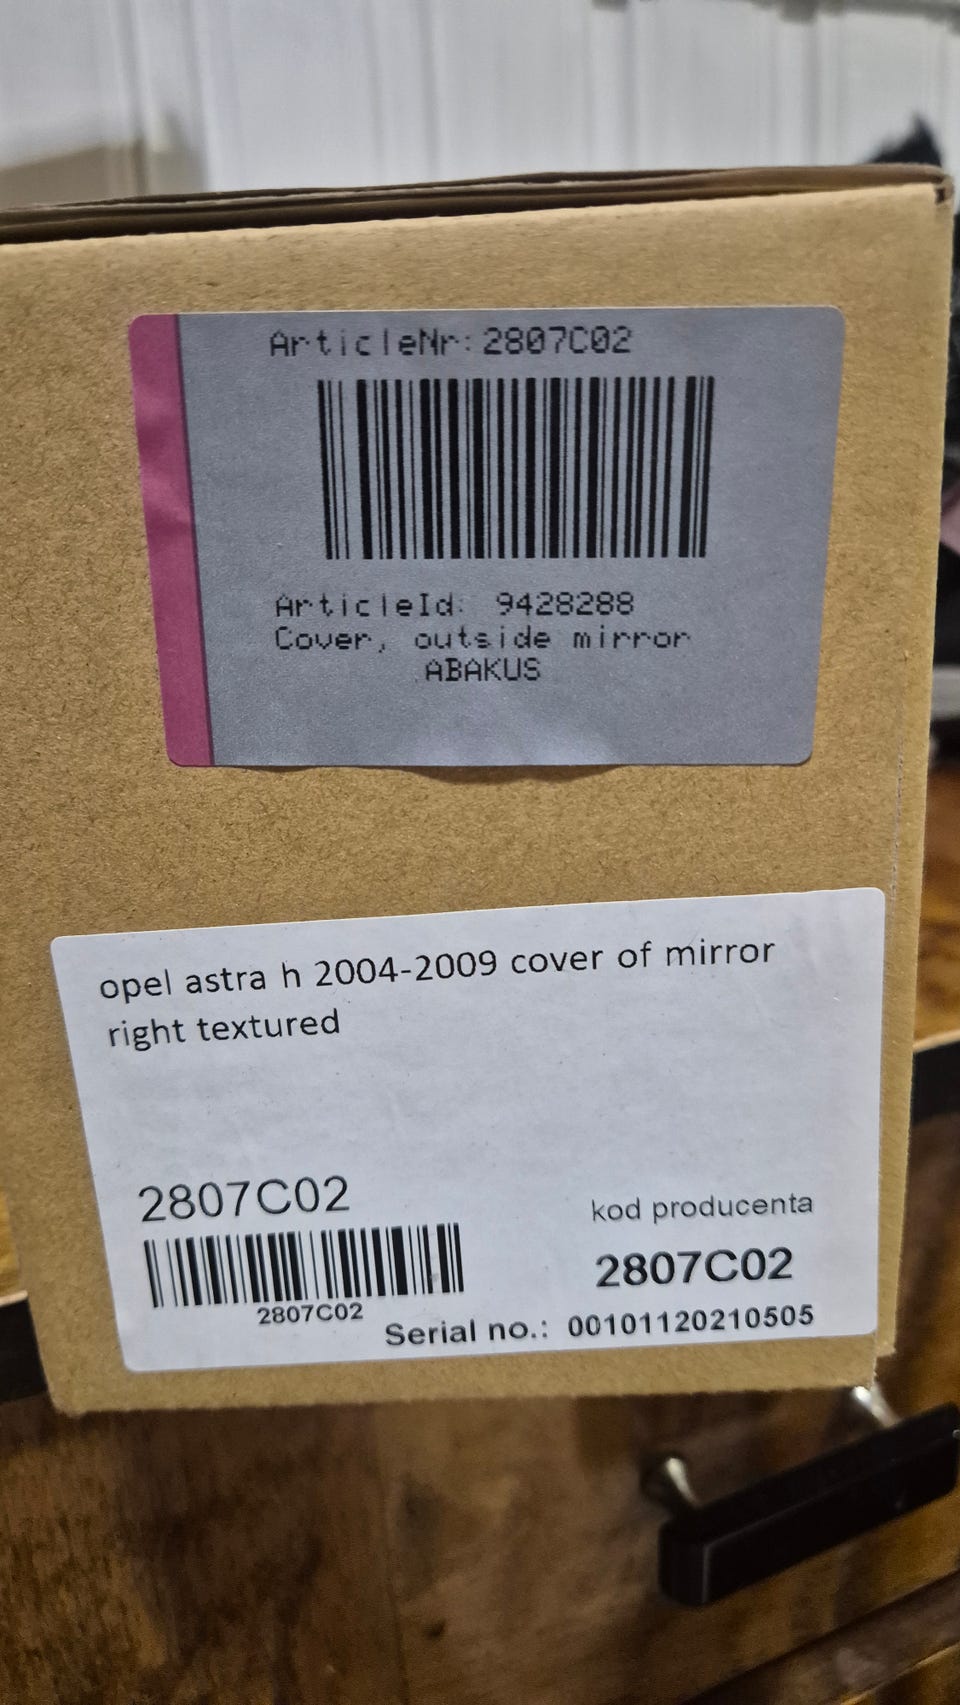 ArticleNr:2807C02
ArticleId: 9428288
Cover, outside mirror
ABAKUS
opel astra h 2004-2009 cover of mirror
right textured
2807C02
kod producenta
2807C02
2807C02
Serial no.: 00101120210505